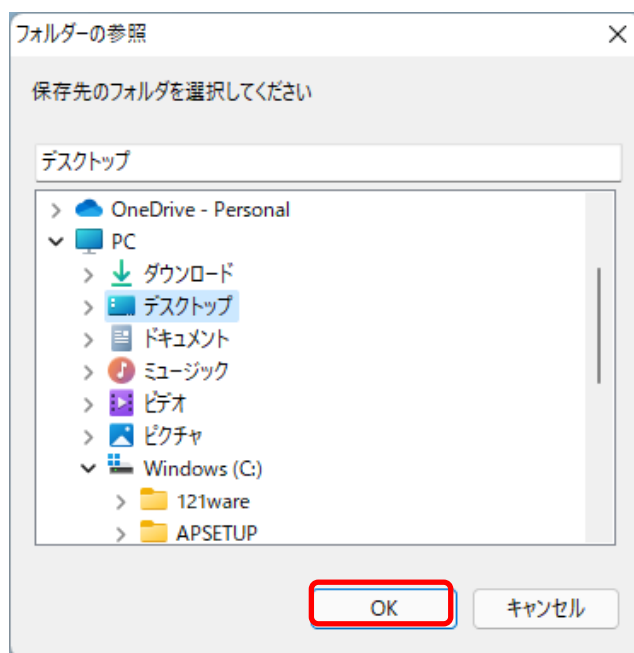 フォルダーの参照
保存先のフォルダを選択してください
デスクトップ
OneDrive - Personal
PC
ダウンロード
デスクトップ
ドキュメント
ミュージック
ビデオ
ピクチャ
Windows (C:)
121ware
APSETUP
OK キャンセル